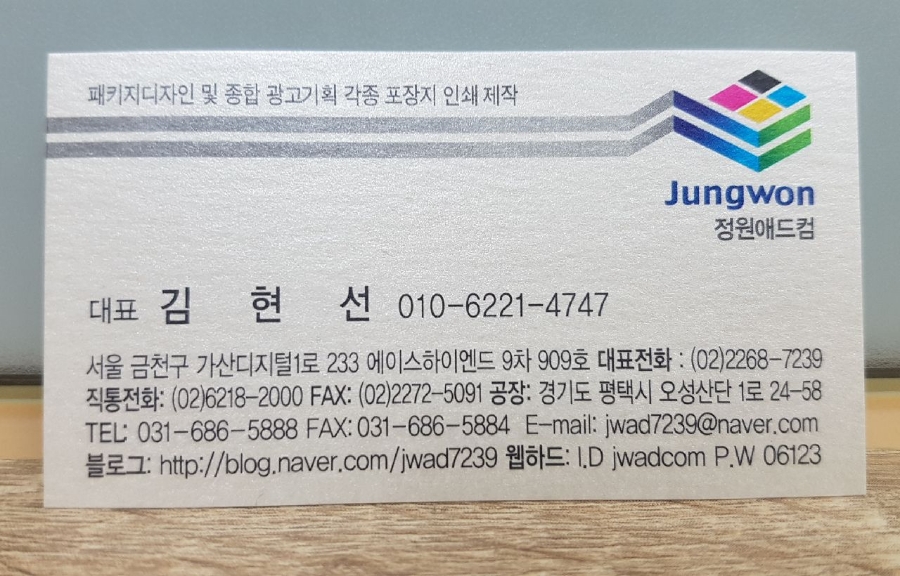 패키지디자인 및 종합 광고기획 각종 포장지 인쇄 제작
Jungwon
정원애드컴
대표 김 현 선 010-6221-4747
서울 금천구 가산디지털1로 233 에이스하이엔드 9차 909호 대표전화 : (02)2268-7239
직통전화: (02)6218-2000 FAX: (02)2272-5091 공장: 경기도 평택시 오성산단 1로 24-58
TEL: 031-686-5888 FAX: 031-686-5884 E-mail: jwad7239@naver.com
블로그: http://blog.naver.com/jwad7239 웹하드: I.D jwadcom P.W 06123